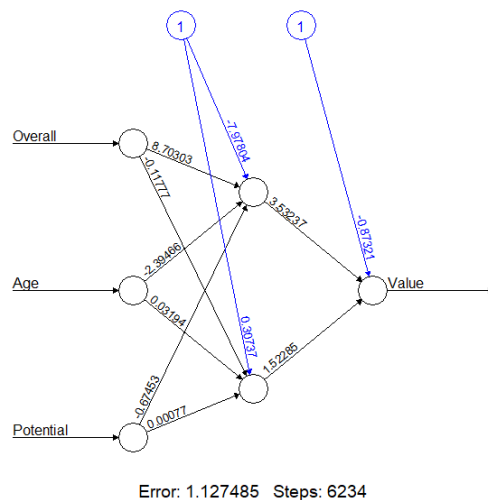 1
1
-7.97804
Overall
8.70303
-0.11777
3.53237
-0.87321
-2.39466
Age
Value
0.03194
0.30737
1.52285
-0.67453
0.00077
Potential
Error: 1.127485 Steps: 6234